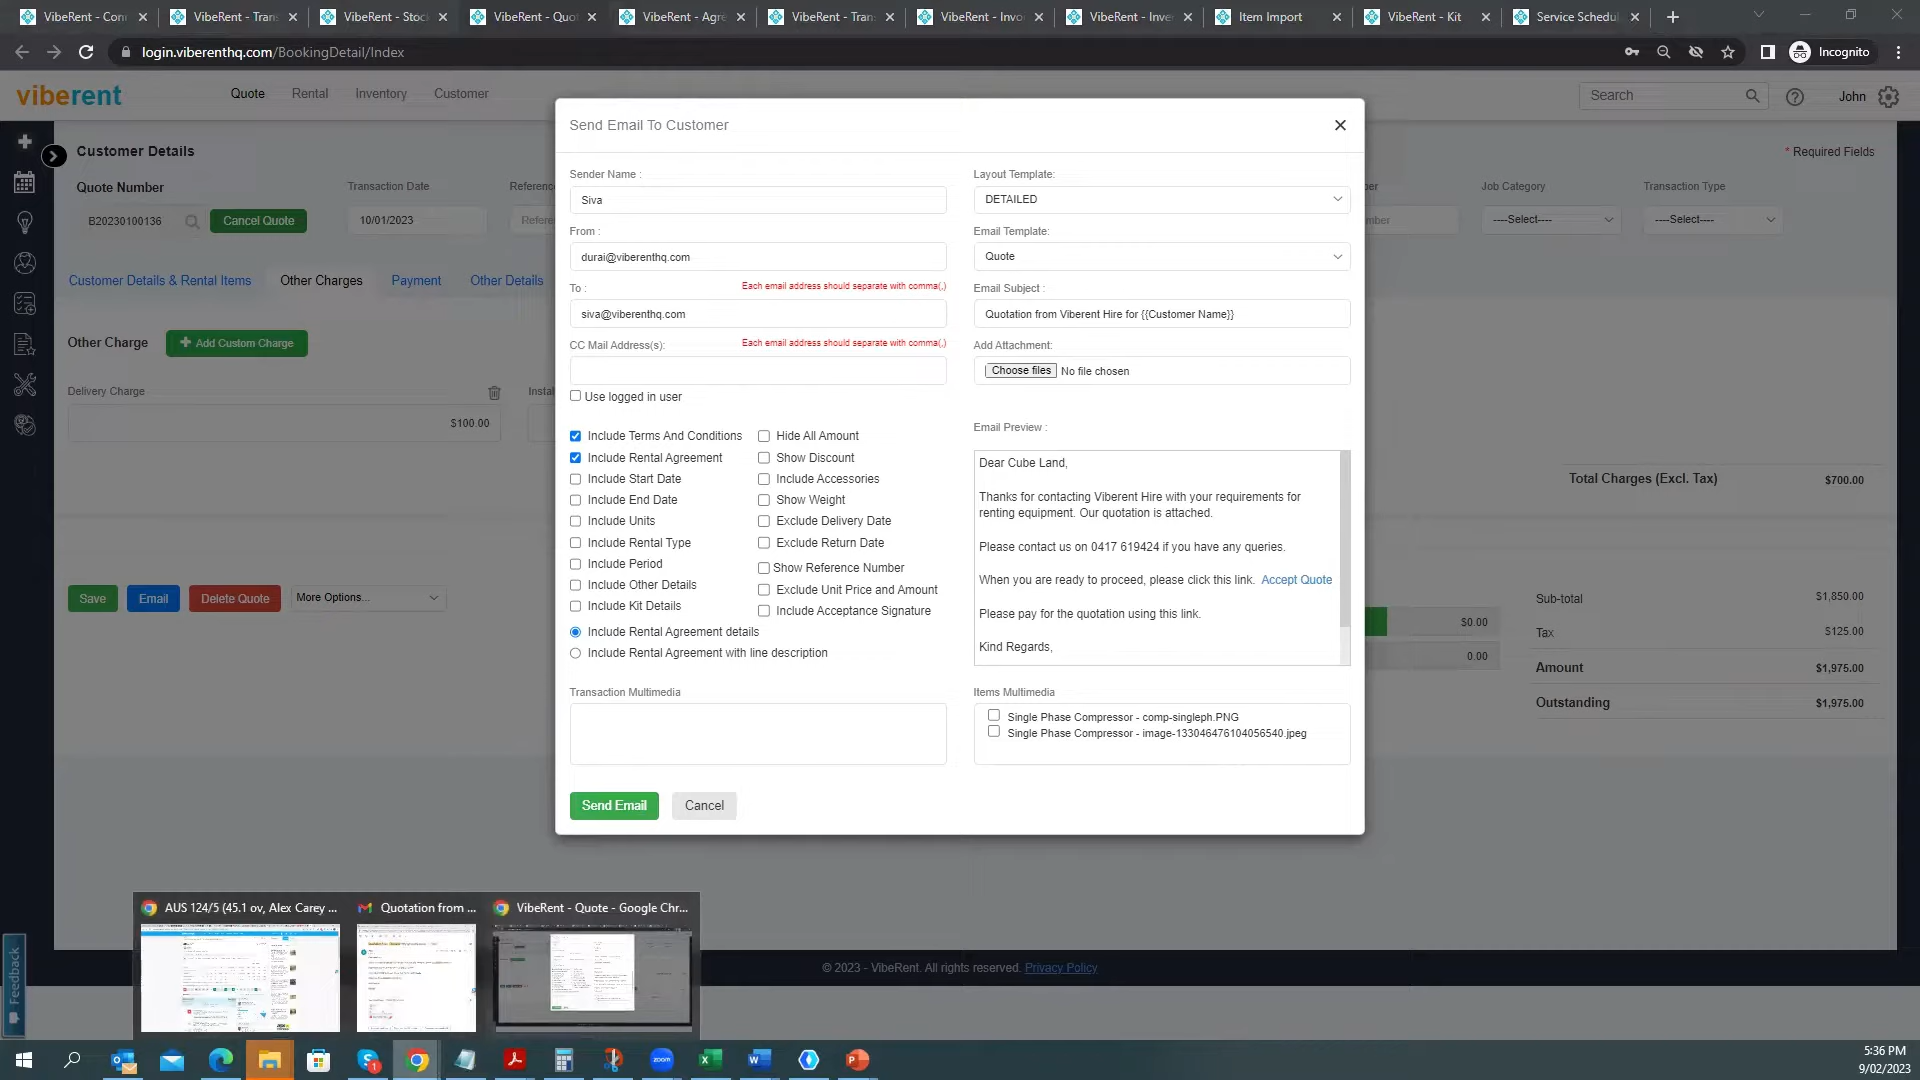 VibeRent - Con
VibeRent - Tran
VibeRent - Stoc
VibeRent - Quo
VibeRent - Agr
VibeRent - Tran
VibeRent - Invo
VibeRent - Inve
Item Import
VibeRent - Kit
Service Schedul
login.viberenthq.com/BookingDetail/Index
Incognito
viberent
Quote
Rental
Inventory
Customer
Search
John
Customer Details
* Required Fields
Quote Number
Transaction Date
Reference
Job Category
Transaction Type
B20230100136
Cancel Quote
10/01/2023
----Select----
----Select----
Customer Details & Rental Items
Other Charges
Payment
Other Details
Other Charge
Add Custom Charge
Delivery Charge
$100.00
Total Charges (Excl. Tax)
$700.00
Save
Email
Delete Quote
More Options...
$0.00
0.00
Sub-total
$1,850.00
Tax
$125.00
Amount
$1,975.00
Outstanding
$1,975.00
Send Email To Customer
Sender Name :
Siva
From :
durai@viberenthq.com
To :
Each email address should separate with comma(,)
siva@viberenthq.com
CC Mail Address(s):
Each email address should separate with comma(,)
Use logged in user
Include Terms And Conditions
Include Rental Agreement
Include Start Date
Include End Date
Include Units
Include Rental Type
Include Period
Include Other Details
Include Kit Details
Hide All Amount
Show Discount
Include Accessories
Show Weight
Exclude Delivery Date
Exclude Return Date
Show Reference Number
Exclude Unit Price and Amount
Include Acceptance Signature
Include Rental Agreement details
Include Rental Agreement with line description
Transaction Multimedia
Layout Template:
DETAILED
Email Template:
Quote
Email Subject :
Quotation from Viberent Hire for {{Customer Name}}
Add Attachment:
Choose files No file chosen
Email Preview :
Dear Cube Land,
Thanks for contacting Viberent Hire with your requirements for
renting equipment. Our quotation is attached.
Please contact us on 0417 619424 if you have any queries.
When you are ready to proceed, please click this link. Accept Quote
Please pay for the quotation using this link.
Kind Regards,
Items Multimedia
Single Phase Compressor - comp-singleph.PNG
Single Phase Compressor - image-133046476104056540.jpeg
Send Email
Cancel
AUS 124/5 (45.1 ov, Alex Carey ...
Quotation from ...
VibeRent - Quote - Google Chr...
© 2023 - VibeRent. All rights reserved. Privacy Policy
Feedback
5:36 PM
9/02/2023